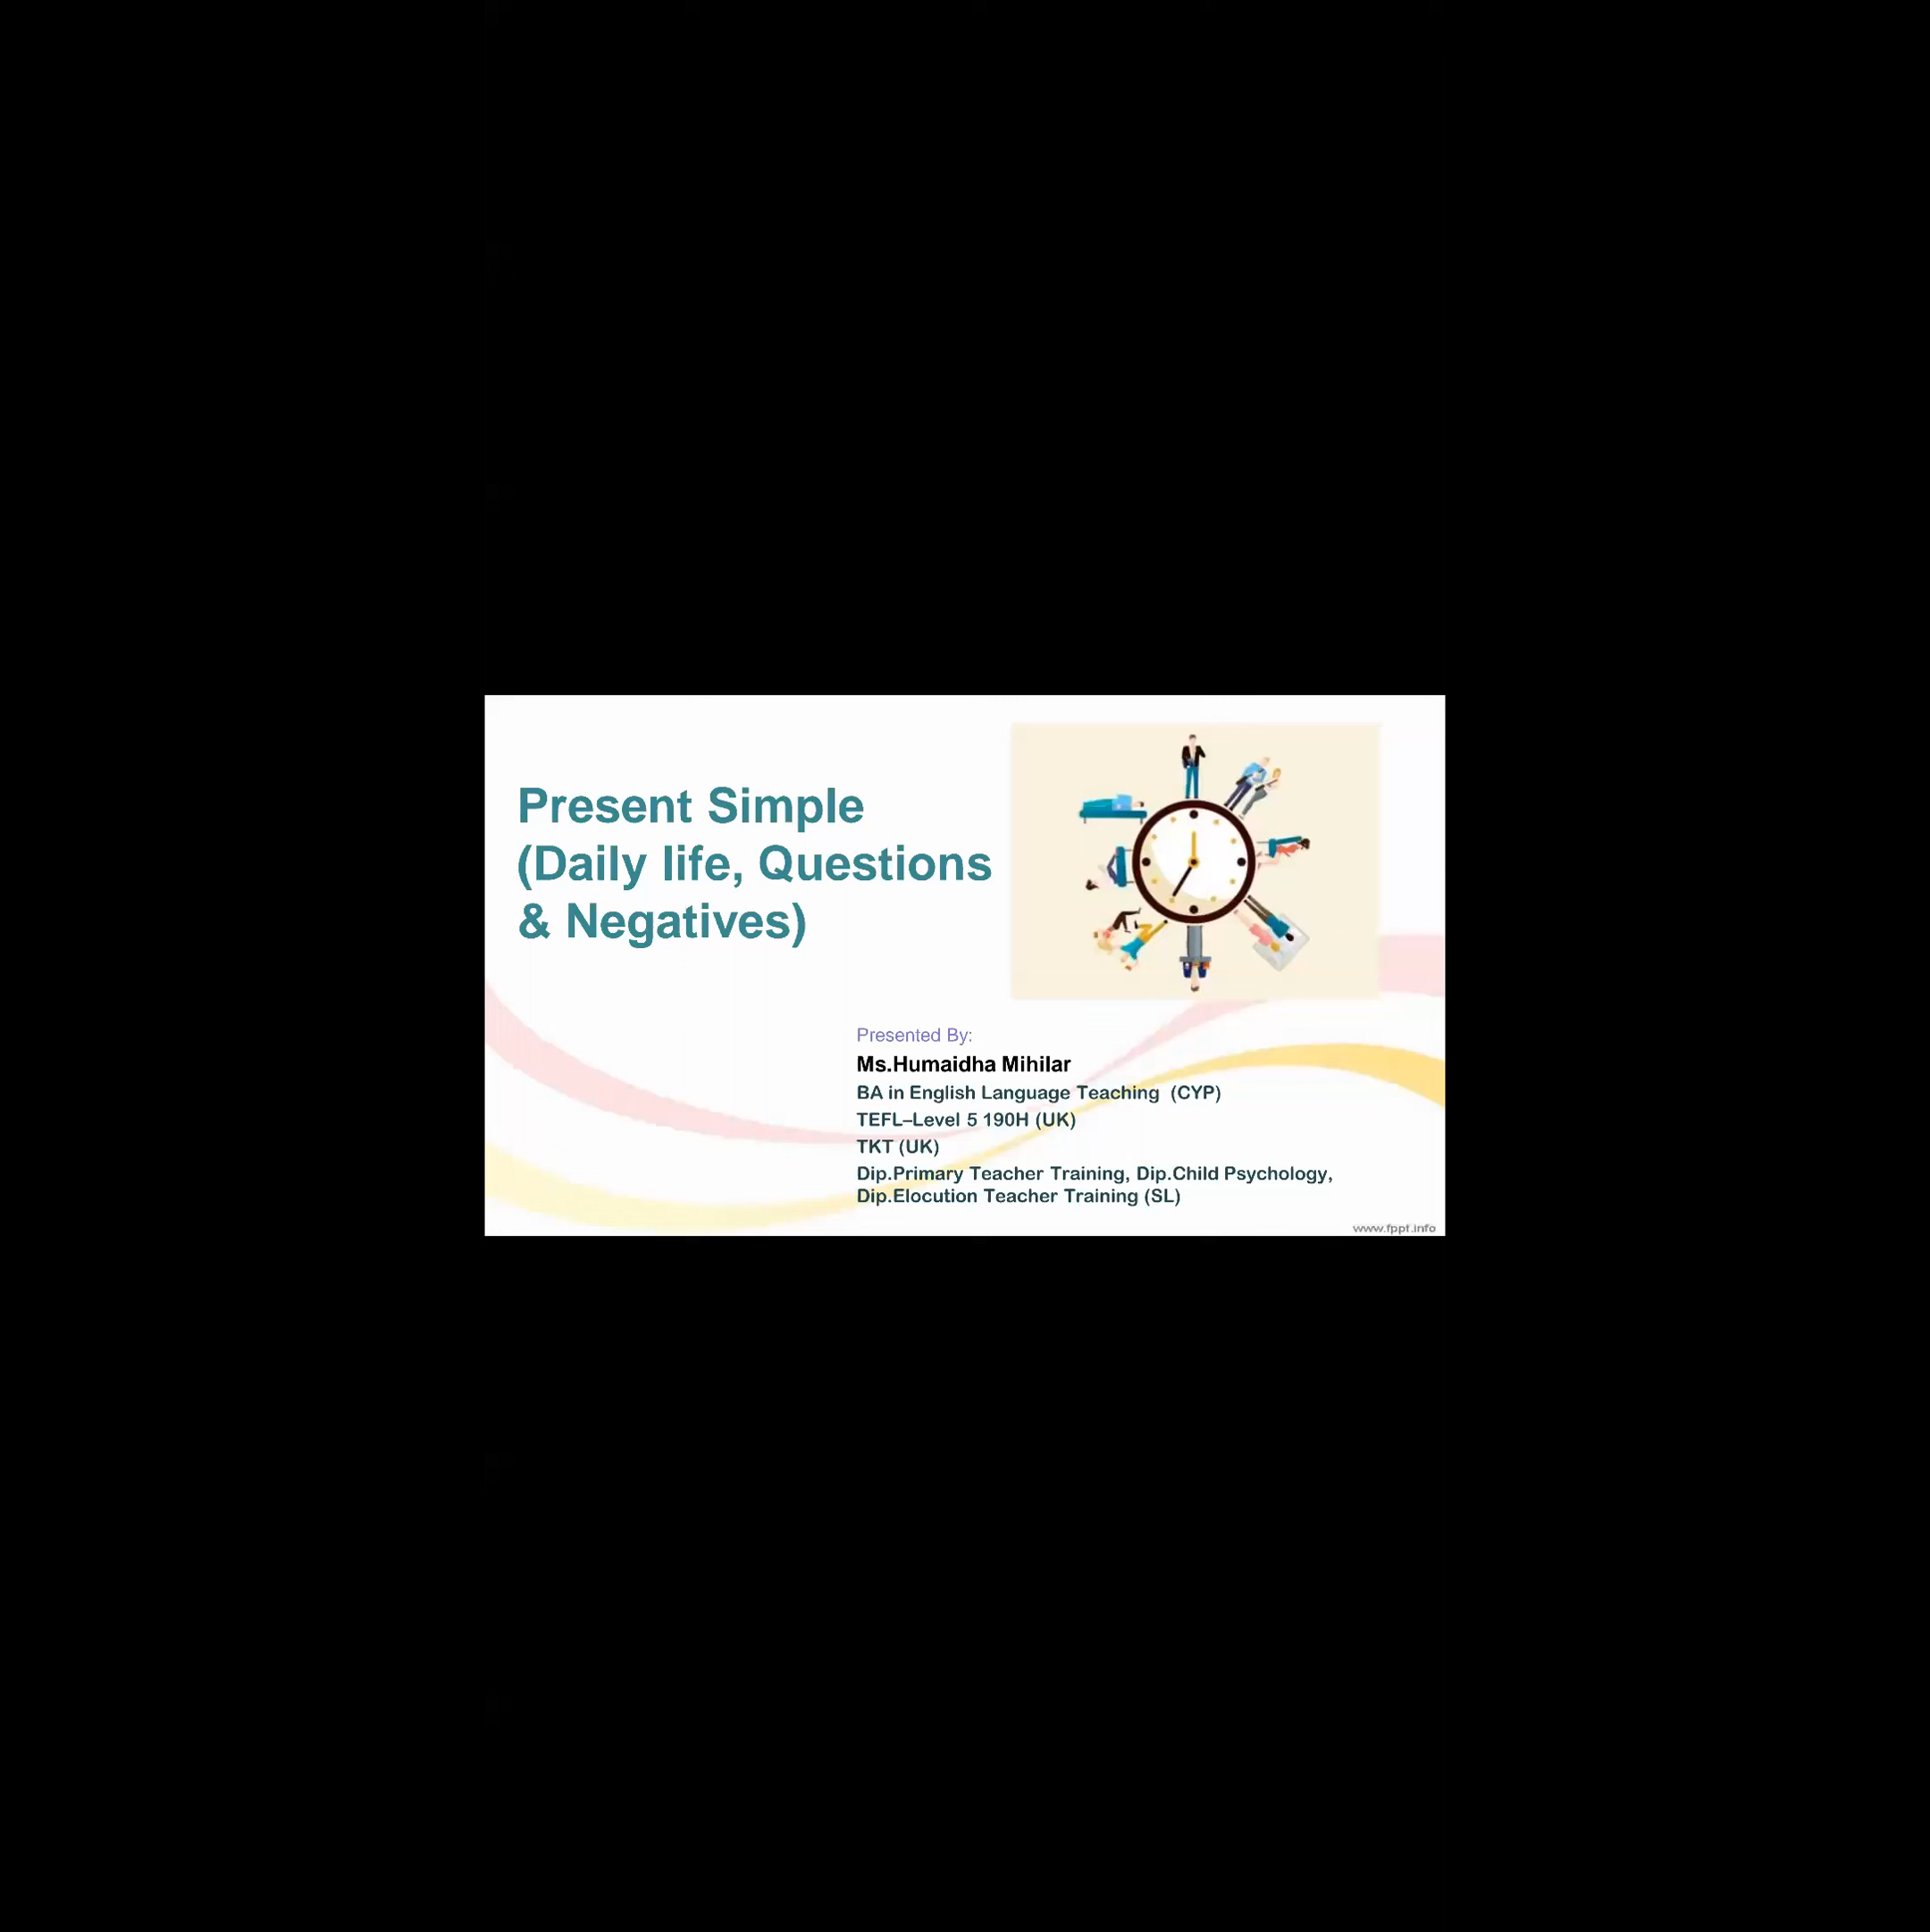 Present Simple
(Daily life, Questions
& Negatives)
Presented By:
Ms.Humaidha Mihilar
BA in English Language Teaching  (CYP)
TEFL–Level 5 190H (UK)
TKT (UK)
Dip.Primary Teacher Training, Dip.Child Psychology,
Dip.Elocution Teacher Training (SL)
www.fppt.info